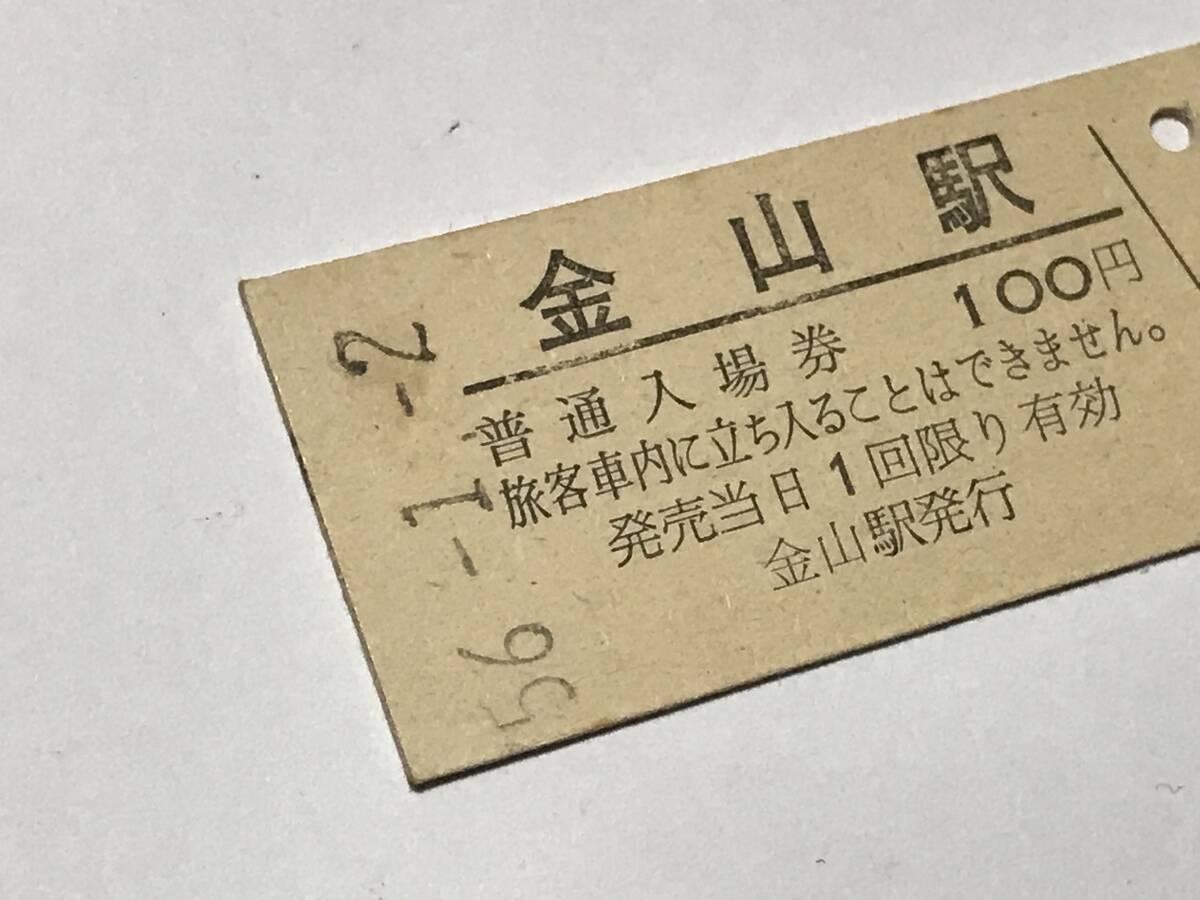 金山駅
100円
普通入場券
旅客車内に立ち入ることはできません。
発売当日1回限り有効
金山駅発行
56-1-2